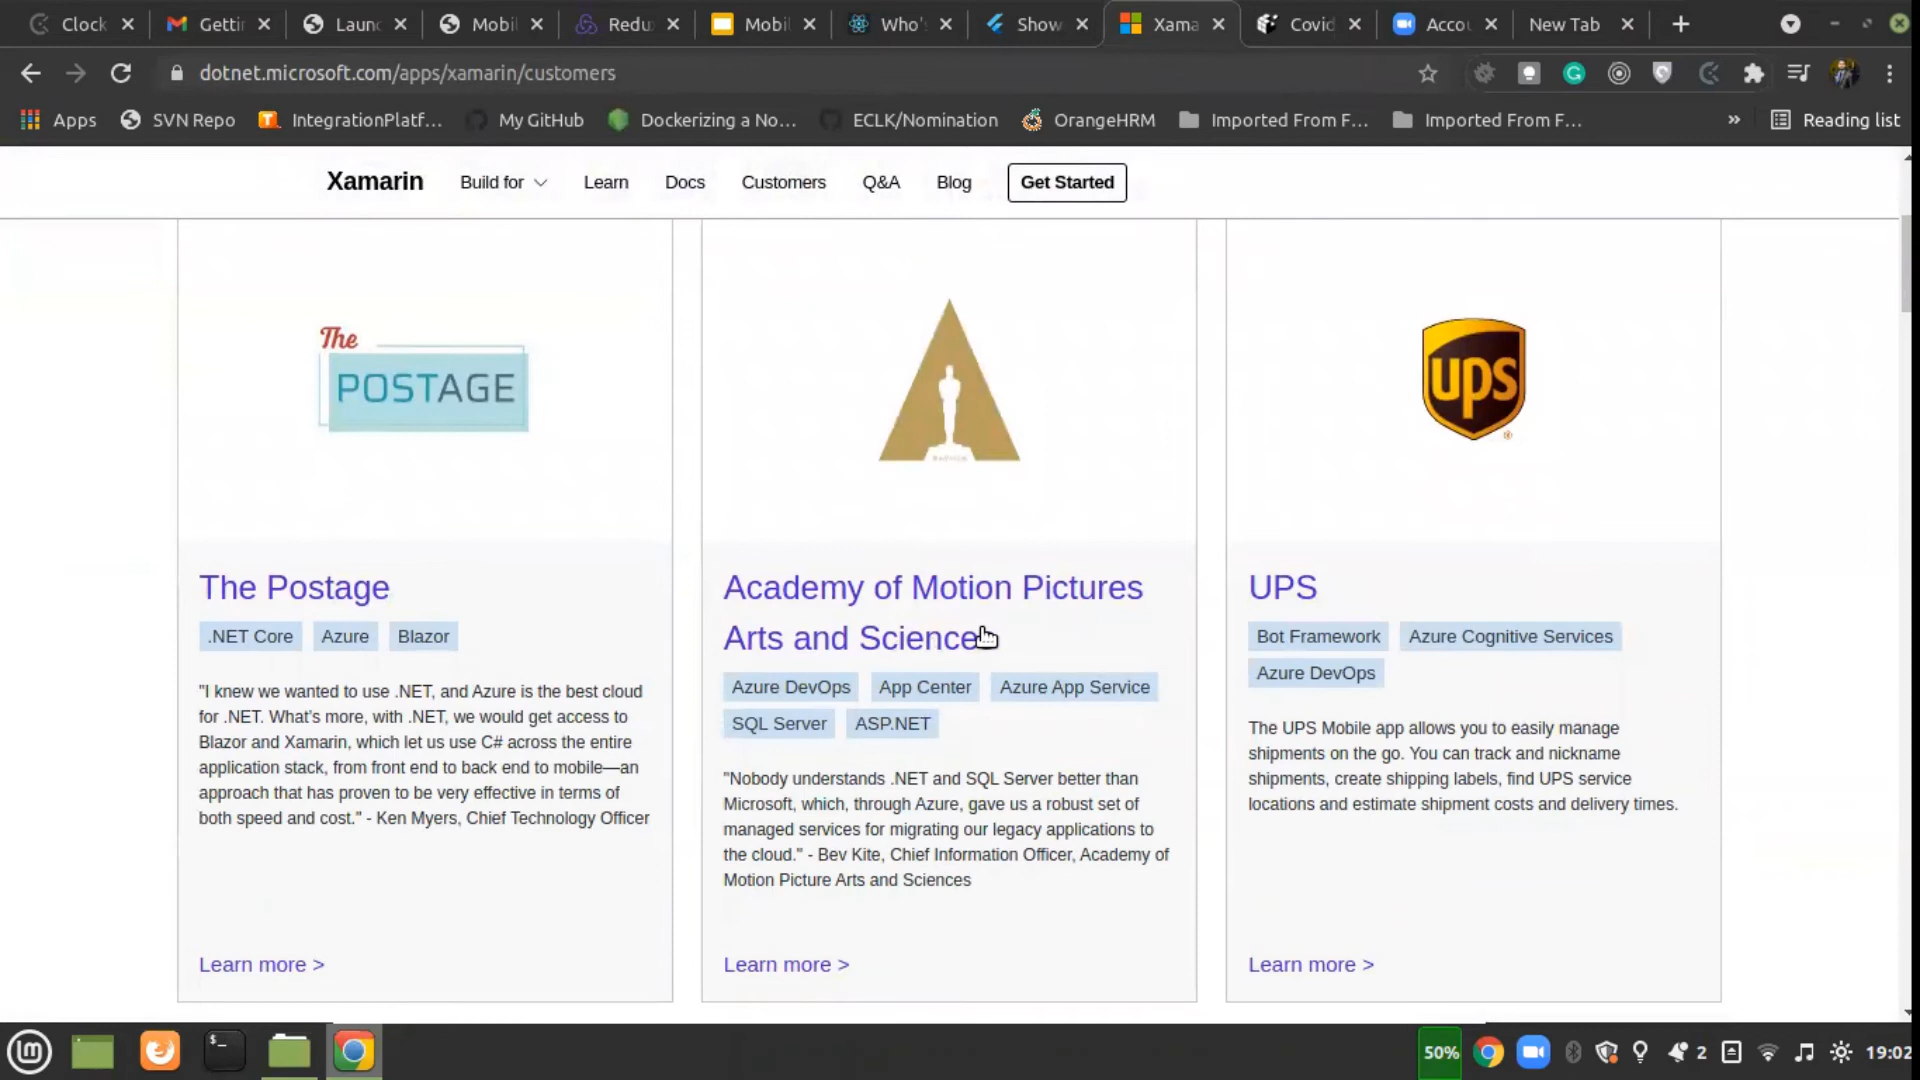 Clock
Gettin
Launc
Mobil
Redu
Mobil
Who's
Show
Xama
Covid
Accou
New Tab
dotnet.microsoft.com/apps/xamarin/customers
Apps
SVN Repo
IntegrationPlatf...
My GitHub
Dockerizing a No...
ECLK/Nomination
OrangeHRM
Imported From F...
Imported From F...
»
Reading list
Xamarin
Build for
Learn
Docs
Customers
Q&A
Blog
Get Started
The
POSTAGE
ups
The Postage
.NET Core
Azure
Blazor
"I knew we wanted to use .NET, and Azure is the best cloud
for .NET. What's more, with .NET, we would get access to
Blazor and Xamarin, which let us use C# across the entire
application stack, from front end to back end to mobile—an
approach that has proven to be very effective in terms of
both speed and cost." - Ken Myers, Chief Technology Officer
Learn more >
Academy of Motion Pictures
Arts and Science
Azure DevOps
App Center
Azure App Service
SQL Server
ASP.NET
"Nobody understands .NET and SQL Server better than
Microsoft, which, through Azure, gave us a robust set of
managed services for migrating our legacy applications to
the cloud." - Bev Kite, Chief Information Officer, Academy of
Motion Picture Arts and Sciences
Learn more >
UPS
Bot Framework
Azure Cognitive Services
Azure DevOps
The UPS Mobile app allows you to easily manage
shipments on the go. You can track and nickname
shipments, create shipping labels, find UPS service
locations and estimate shipment costs and delivery times.
Learn more >
50%
2
19:02